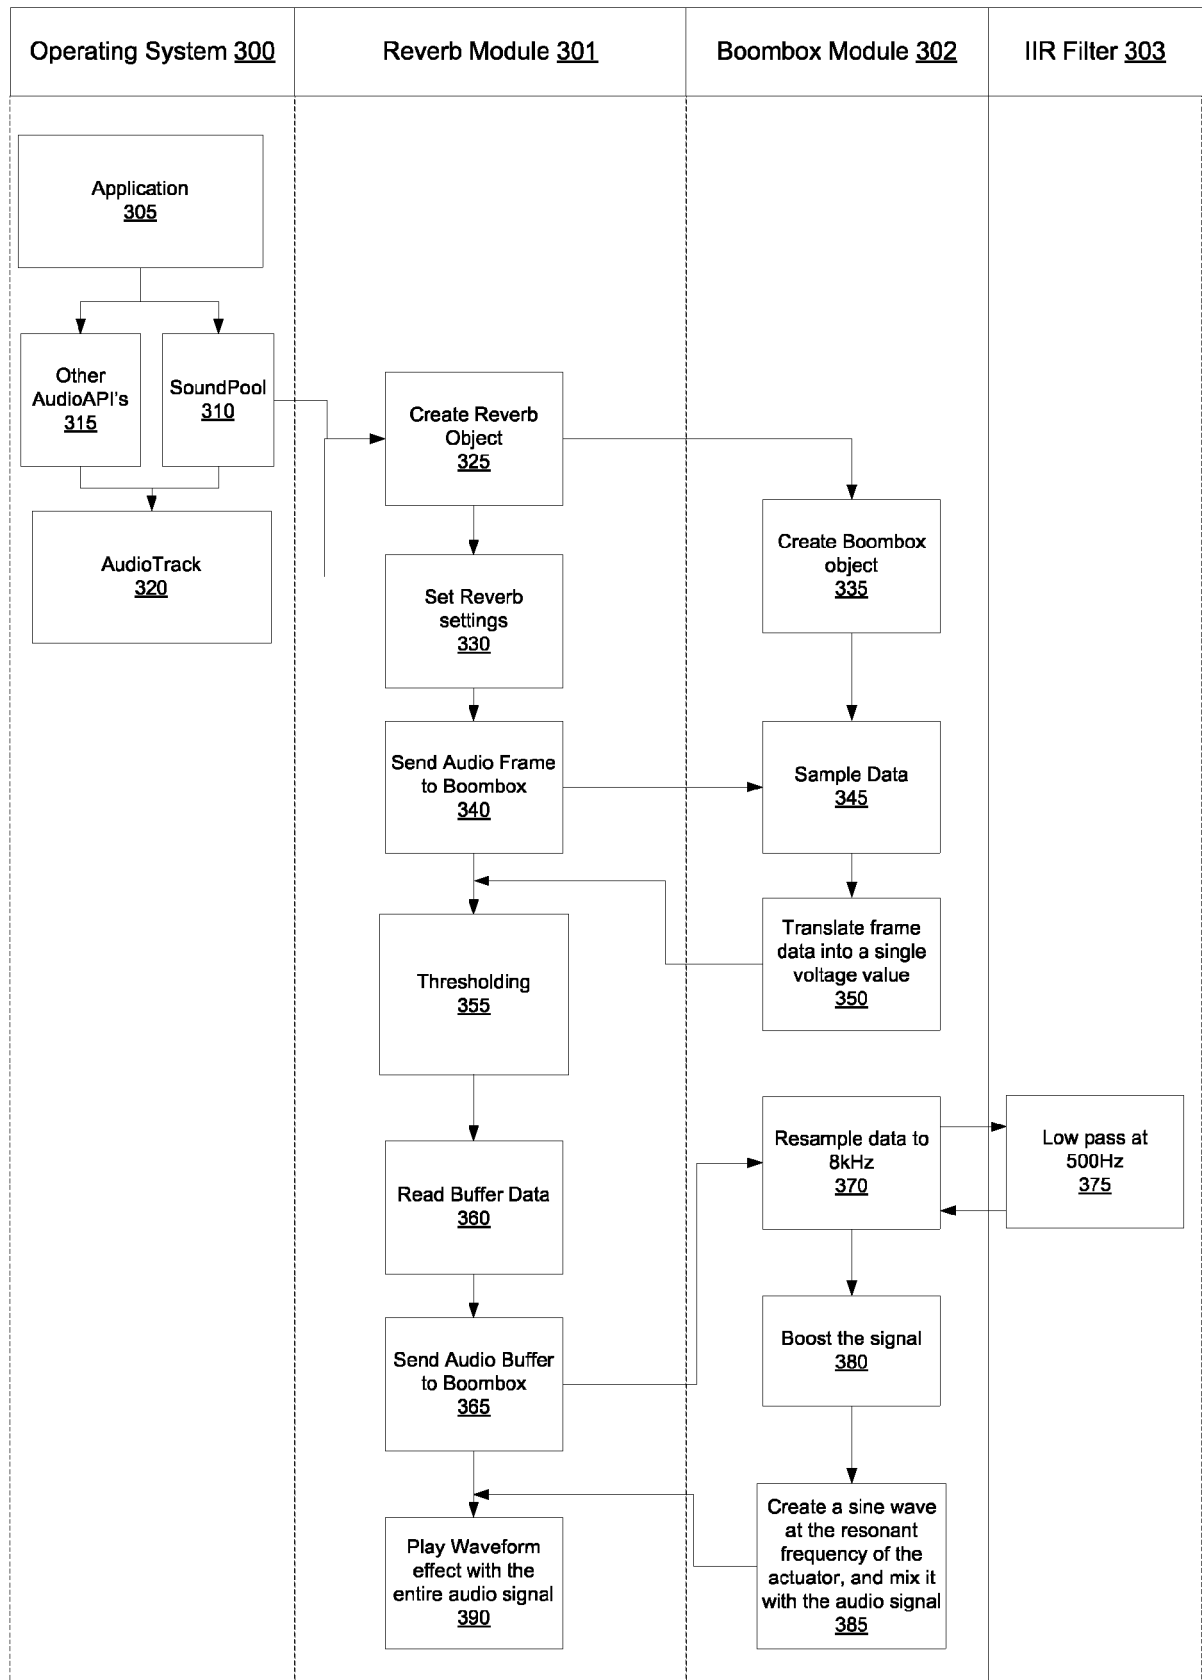 Operating System 300
Reverb Module 301
Boombox Module 302
IIR Filter 303
Application
305
Other
AudioAPI's
315
SoundPool
310
AudioTrack
320
Create Reverb
Object
325
Set Reverb
settings
330
Create Boombox
object
335
Send Audio Frame
to Boombox
340
Sample Data
345
Translate frame
data into a single
voltage value
350
Thresholding
355
Read Buffer Data
360
Send Audio Buffer
to Boombox
365
Resample data to
8kHz
370
Low pass at
500Hz
375
Boost the signal
380
Create a sine wave
at the resonant
frequency of the
actuator, and mix it
with the audio signal
385
Play Waveform
effect with the
entire audio signal
390